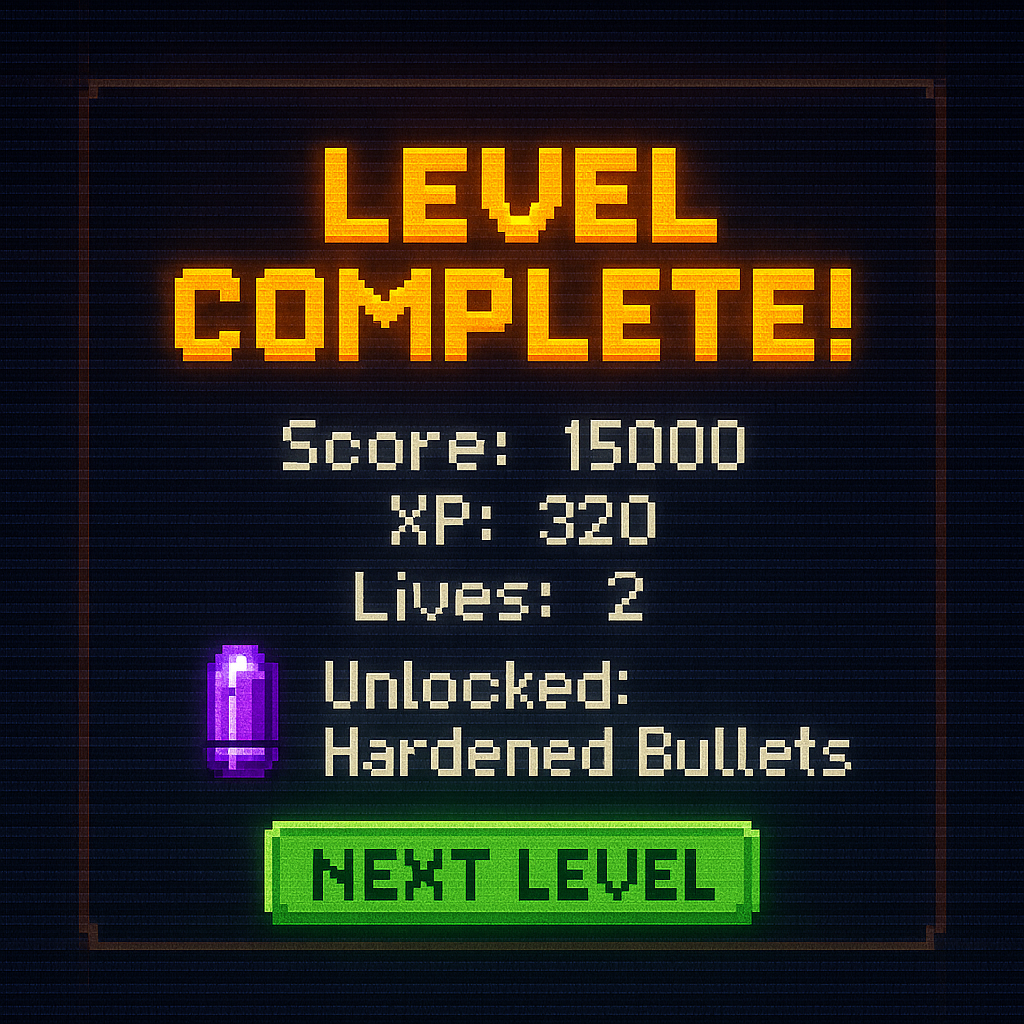 LEVEL
COMPLETE!
Score: 15000
XP: 320
Lives: 2
Unlocked:
Hardened Bullets
NEXT LEVEL